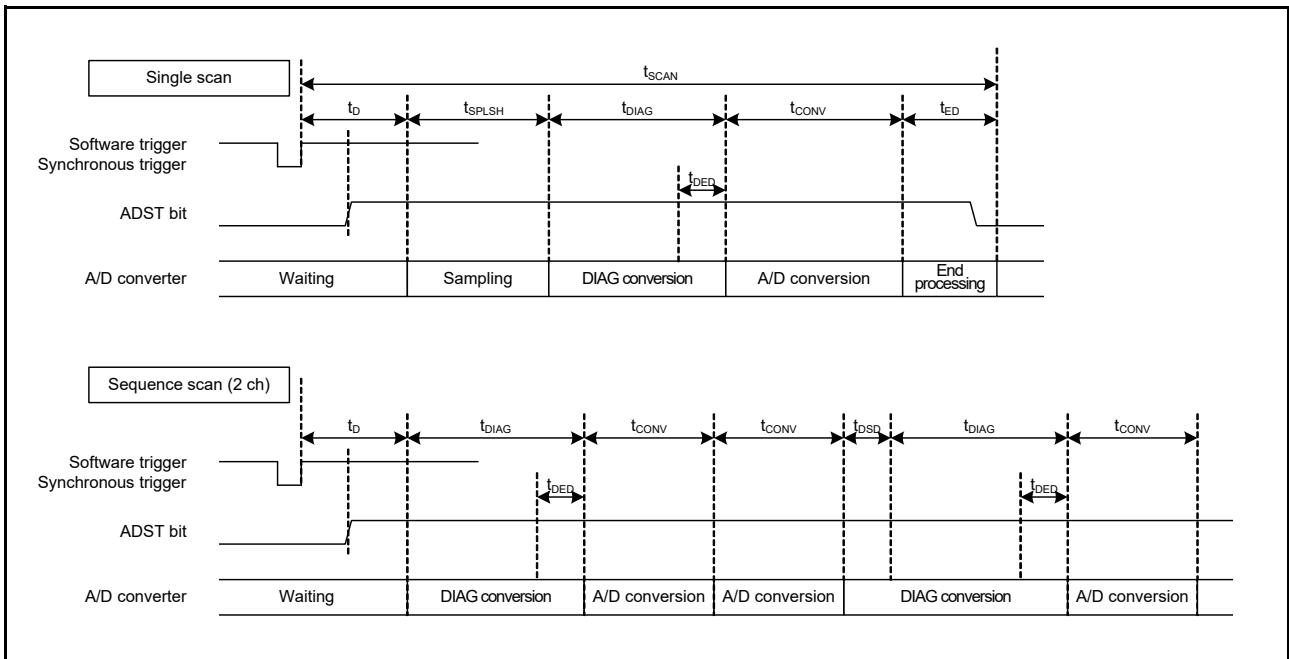 Single scan
tSCAN
tD tSPLSH tDIAG tCONV tED
Software trigger
Synchronous trigger
tDED
ADST bit
A/D converter Waiting Sampling DIAG conversion A/D conversion End processing
Sequence scan (2 ch)
tD tDIAG tCONV tCONV tDSD tDIAG tCONV
Software trigger
Synchronous trigger
tDED tDED
ADST bit
A/D converter Waiting DIAG conversion A/D conversion A/D conversion DIAG conversion A/D conversion